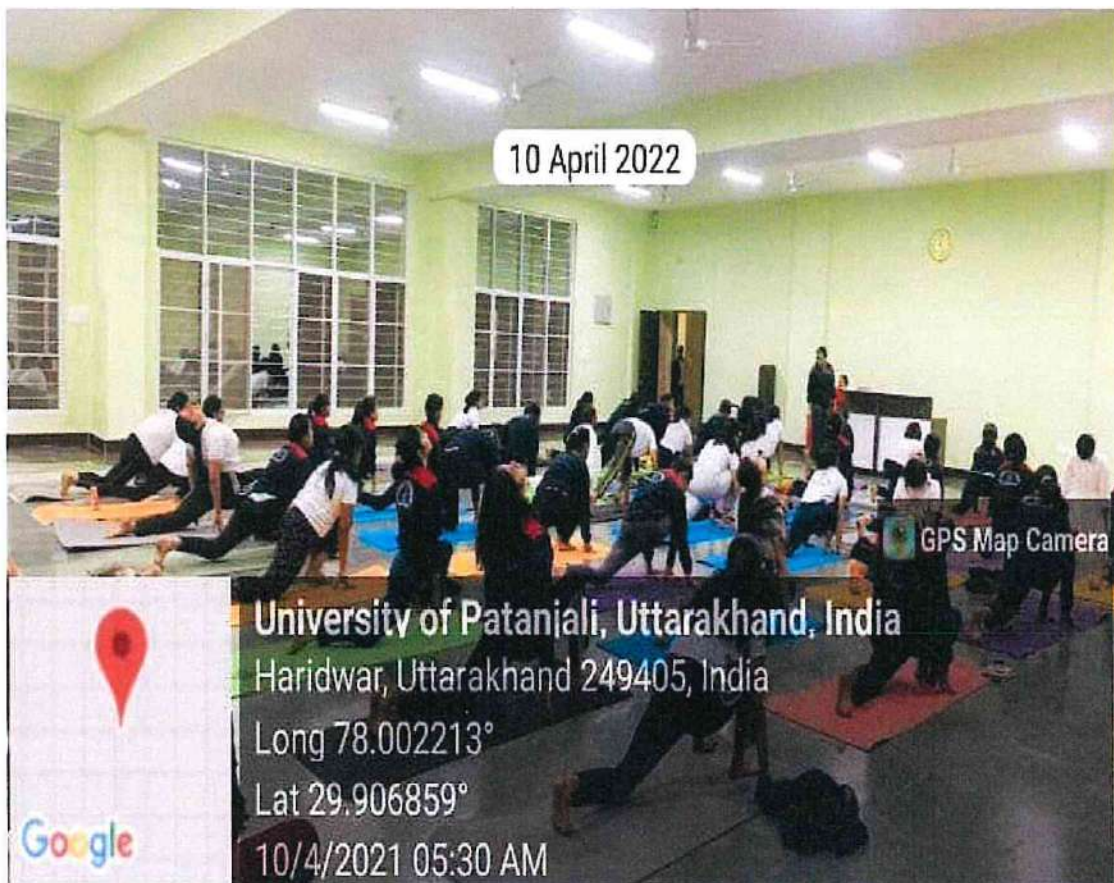 10 April 2022
GPS Map Camera
University of Patanjali, Uttarakhand, India
Haridwar, Uttarakhand 249405, India
Long 78.002213°
Lat 29.906859°
10/4/2021 05:30 AM
Google